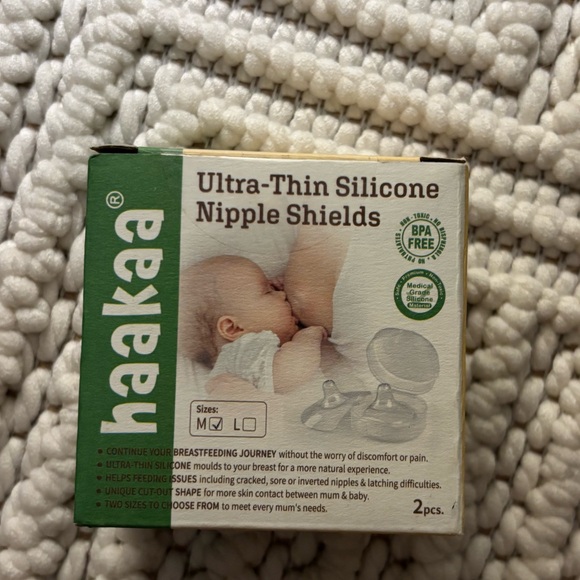 haakaa®
Ultra-Thin Silicone
Nipple Shields
NON-TOXIC • NO
BPA
FREE
Medical
Grade
Silicone
Sizes:
M☑ L☐
• CONTINUE YOUR BREASTFEEDING JOURNEY without the worry of discomfort or pain.
• ULTRA-THIN SILICONE moulds to your breast for a more natural experience.
• HELPS FEEDING ISSUES including cracked, sore or inverted nipples & latching difficulties.
• UNIQUE CUT-OUT SHAPE for more skin contact between mum & baby.
• TWO SIZES TO CHOOSE FROM to meet every mum's needs.
2pcs.